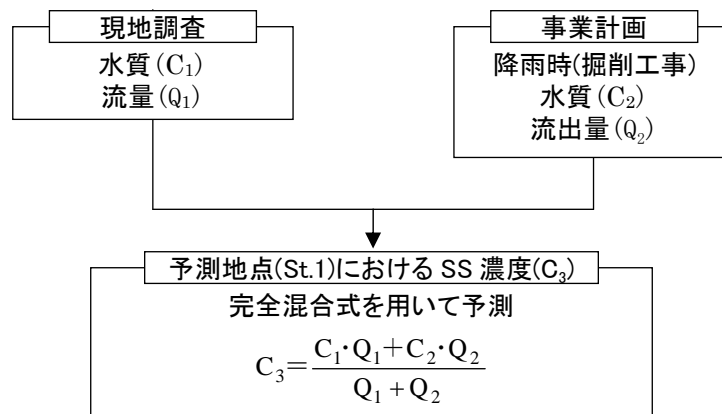 現地調査
水質(C₁)
流量(Q₁)
事業計画
降雨時(掘削工事)
水質(C₂)
流出量(Q₂)
予測地点(St.1)における SS 濃度(C₃)
完全混合式を用いて予測
C₃＝(C₁・Q₁＋C₂・Q₂)/(Q₁＋Q₂)